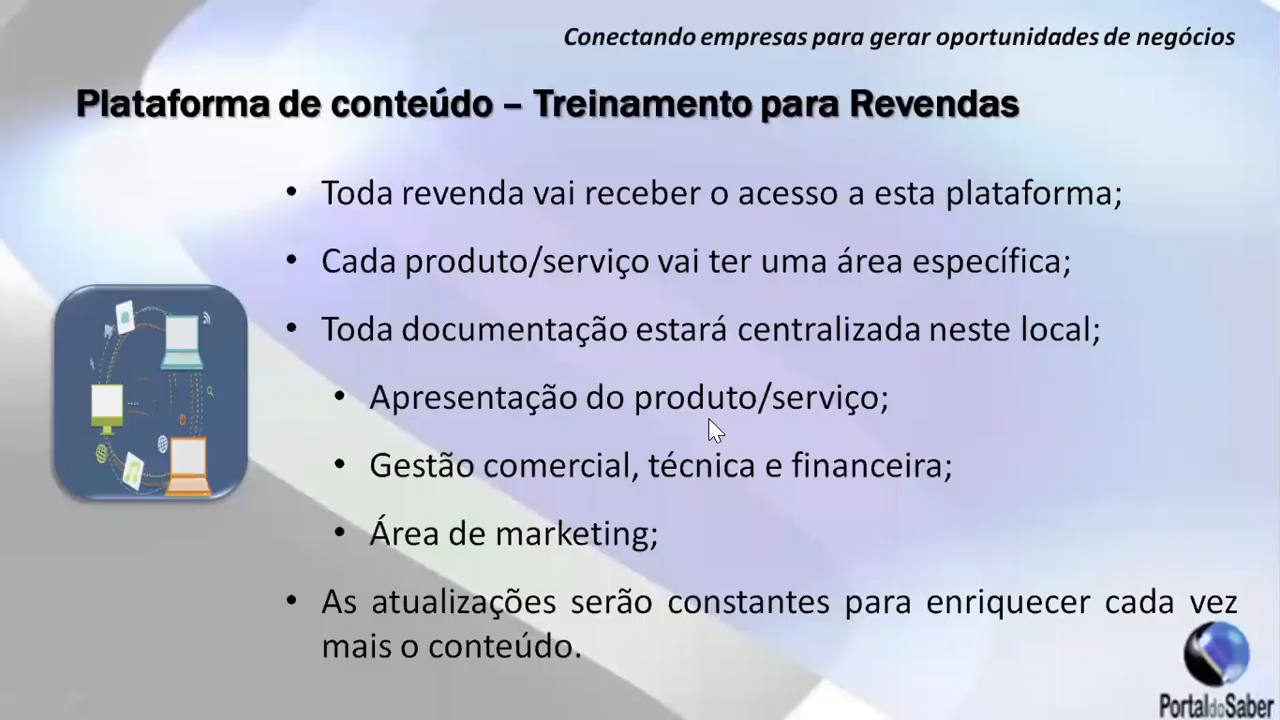 Conectando empresas para gerar oportunidades de negócios
Plataforma de conteúdo – Treinamento para Revendas
• Toda revenda vai receber o acesso a esta plataforma;
• Cada produto/serviço vai ter uma área específica;
• Toda documentação estará centralizada neste local;
• Apresentação do produto/serviço;
• Gestão comercial, técnica e financeira;
• Área de marketing;
• As atualizações serão constantes para enriquecer cada vez
mais o conteúdo.
PortaldoSaber